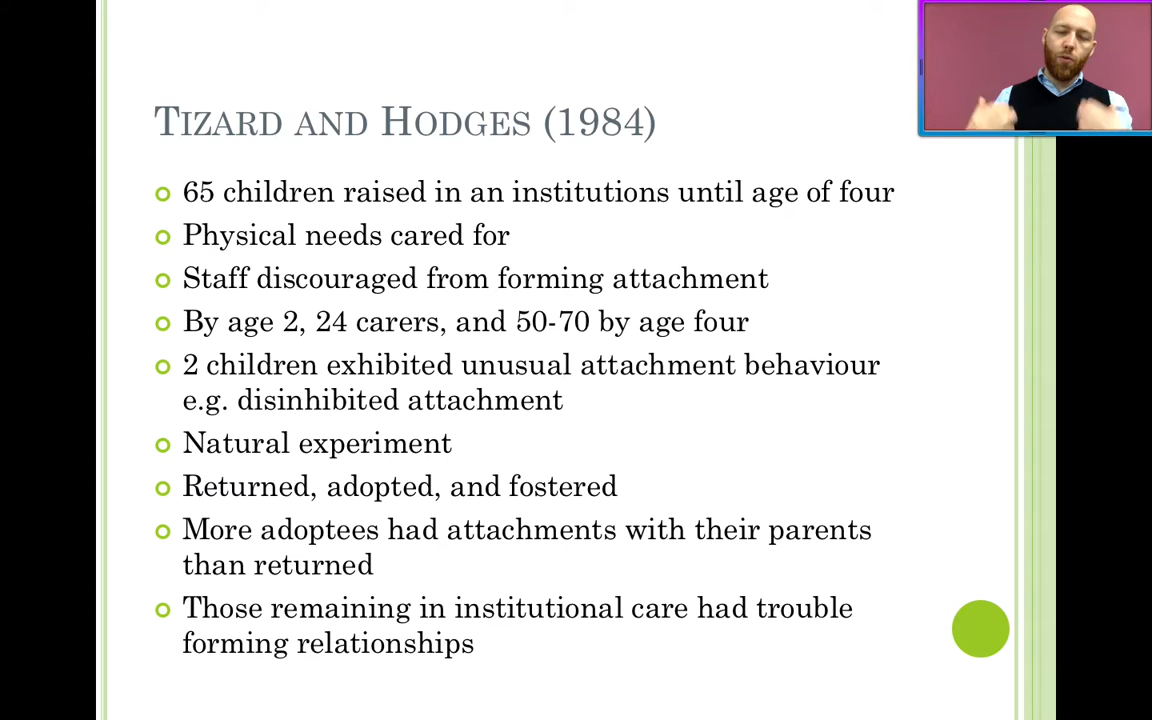 TIZARD AND HODGES (1984)
65 children raised in an institutions until age of four
Physical needs cared for
Staff discouraged from forming attachment
By age 2, 24 carers, and 50-70 by age four
2 children exhibited unusual attachment behaviour
e.g. disinhibited attachment
Natural experiment
Returned, adopted, and fostered
More adoptees had attachments with their parents
than returned
Those remaining in institutional care had trouble
forming relationships